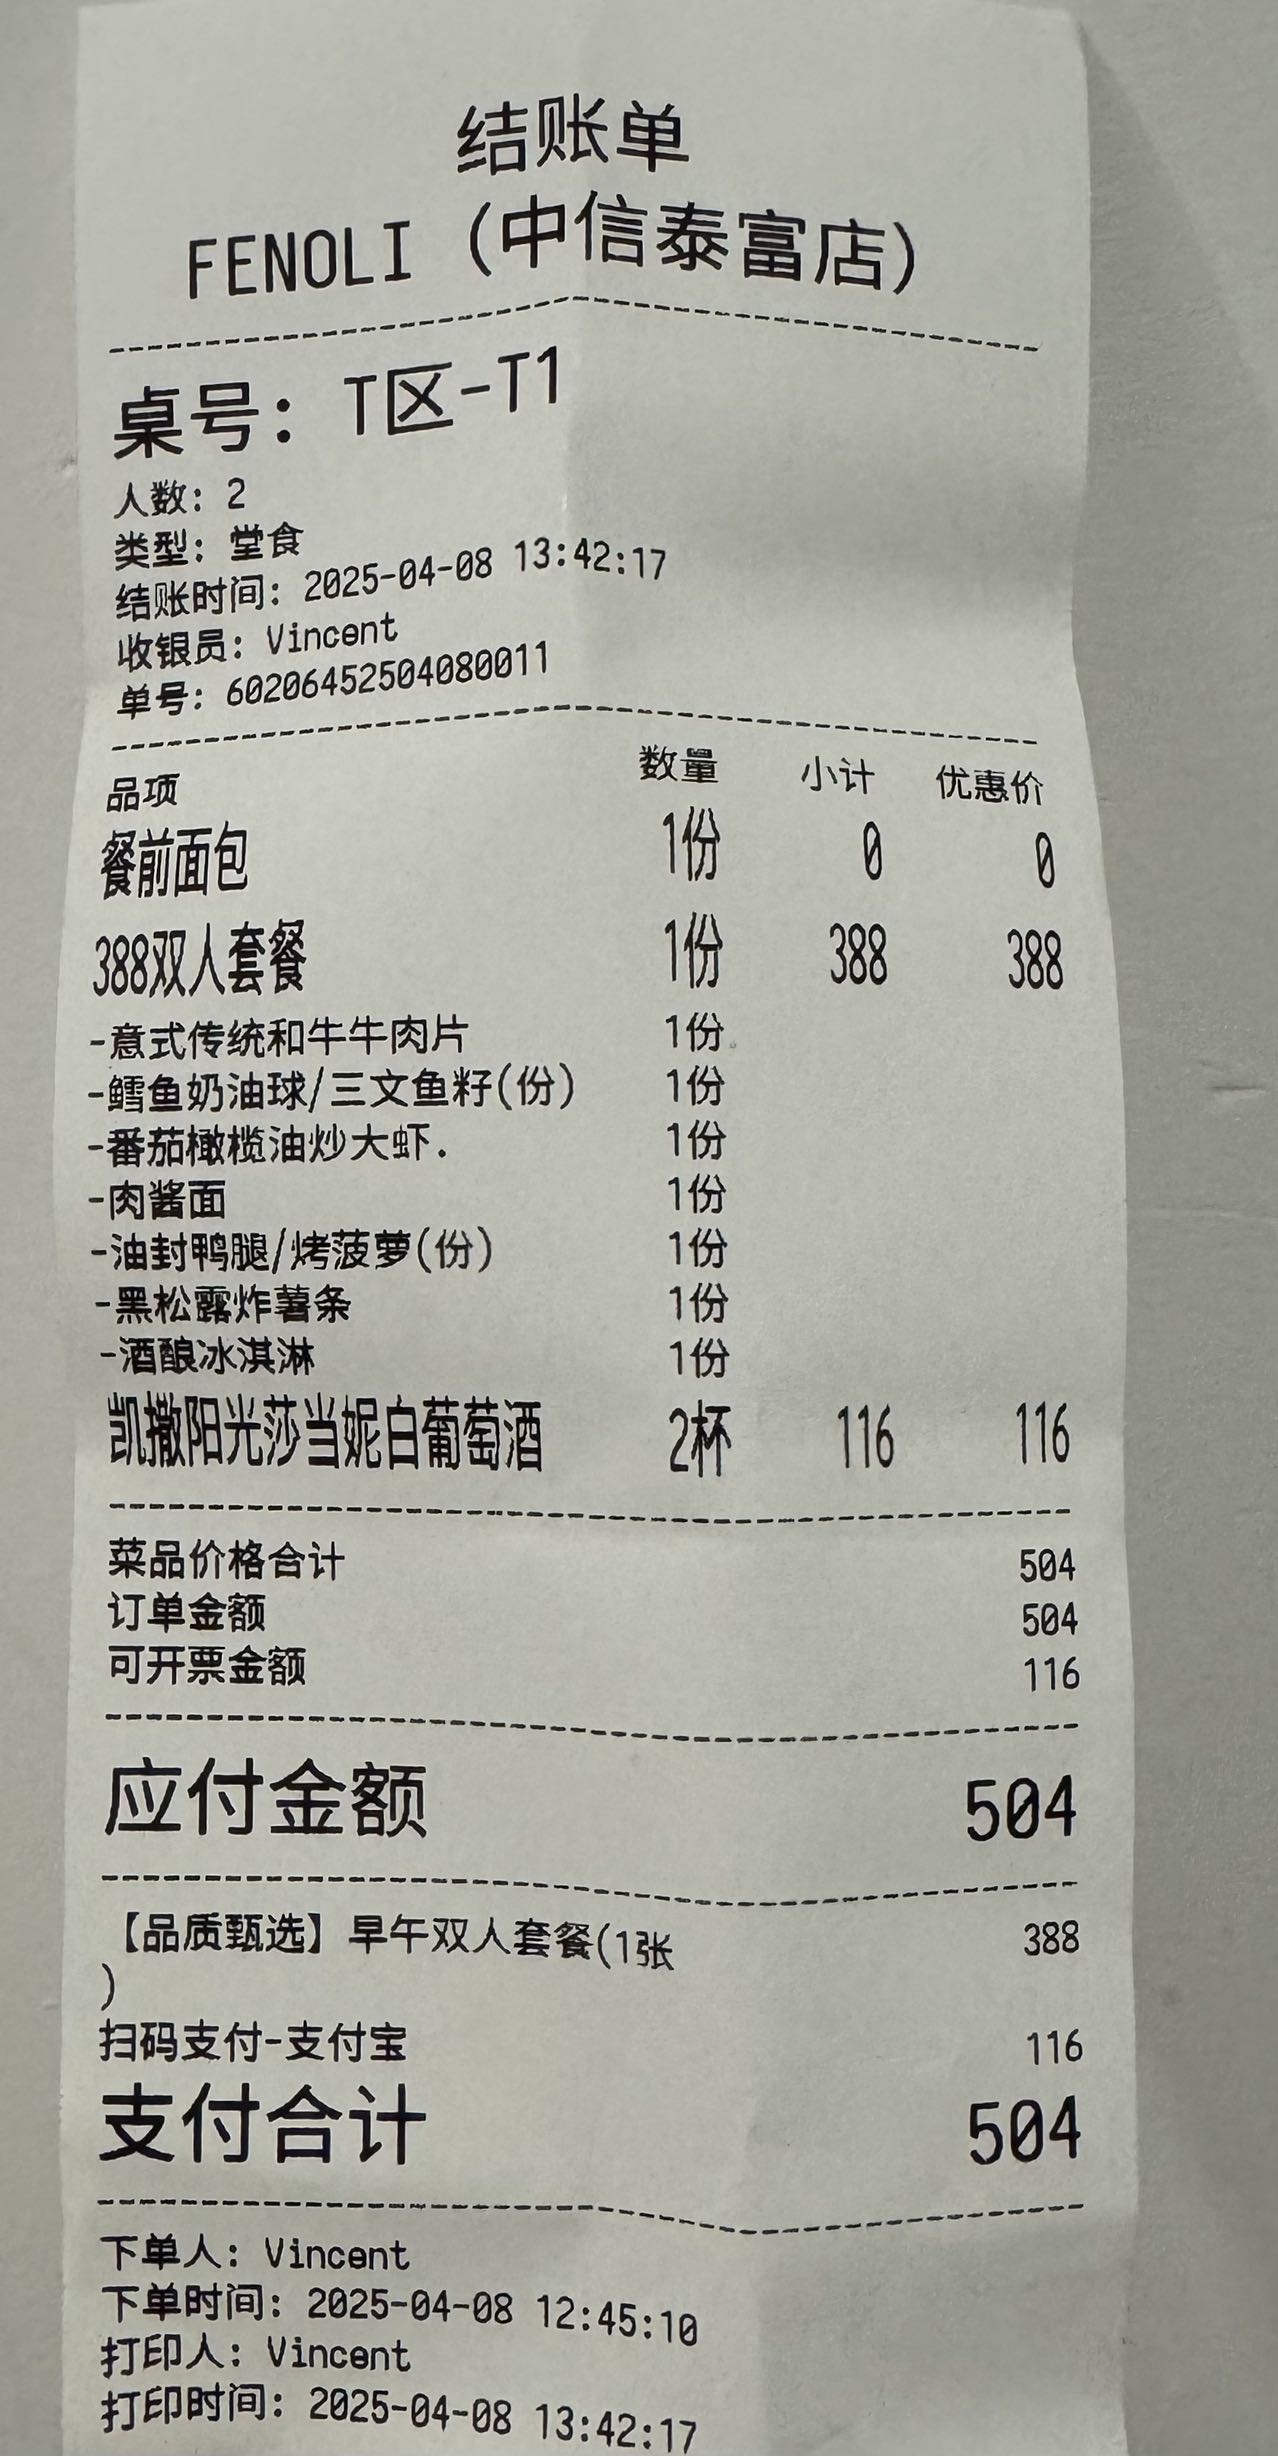 结账单
FENOLI (中信泰富店)
桌号: T区-T1
人数: 2
类型: 堂食
结账时间: 2025-04-08 13:42:17
收银员: Vincent
单号: 60206452504080011
品项 数量 小计 优惠价
餐前面包 1份 0 0
388双人套餐 1份 388 388
-意式传统和牛牛肉片 1份
-鳕鱼奶油球/三文鱼籽(份) 1份
-番茄橄榄油炒大虾. 1份
-肉酱面 1份
-油封鸭腿/烤菠萝(份) 1份
-黑松露炸薯条 1份
-酒酿冰淇淋 1份
凯撒阳光莎当妮白葡萄酒 2杯 116 116
菜品价格合计 504
订单金额 504
可开票金额 116
应付金额 504
【品质甄选】早午双人套餐(1张 388
)
扫码支付-支付宝 116
支付合计 504
下单人: Vincent
下单时间: 2025-04-08 12:45:10
打印人: Vincent
打印时间: 2025-04-08 13:42:17